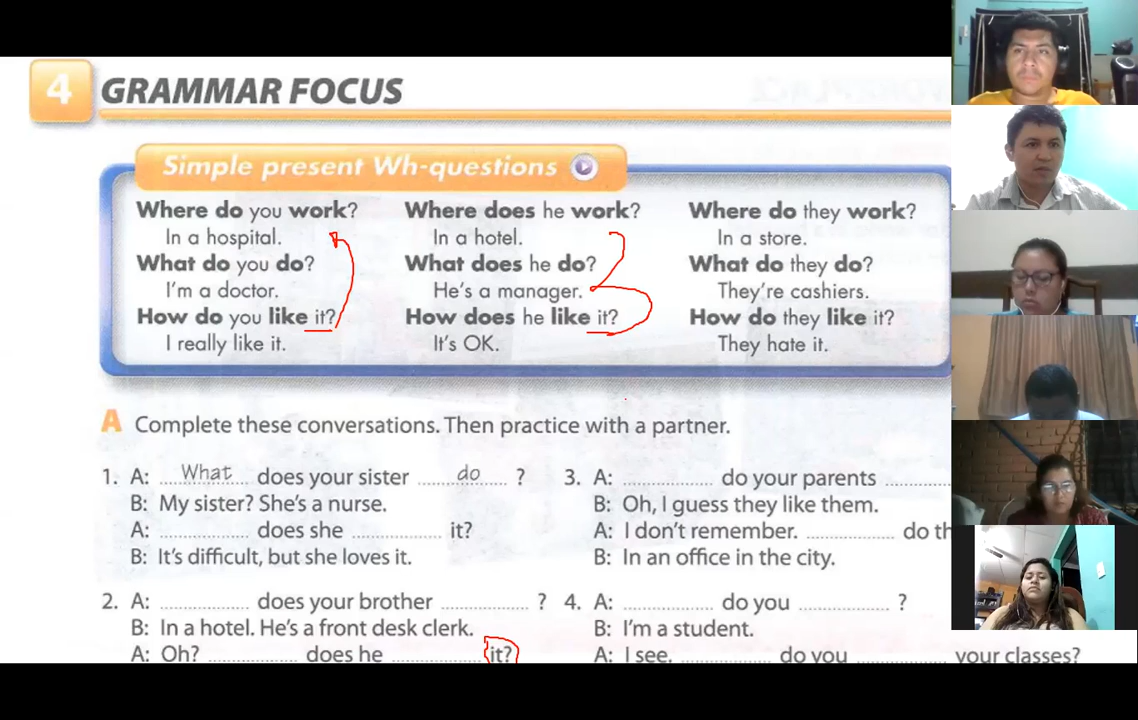 4 GRAMMAR FOCUS
Simple present Wh-questions
Where do you work?
In a hospital.
What do you do?
I'm a doctor.
How do you like it?
I really like it.
Where does he work?
In a hotel.
What does he do?
He's a manager.
How does he like it?
It's OK.
Where do they work?
In a store.
What do they do?
They're cashiers.
How do they like it?
They hate it.
A Complete these conversations. Then practice with a partner.
1. A: What does your sister do ?
B: My sister? She's a nurse.
A: does she it?
B: It's difficult, but she loves it.
2. A: does your brother ?
B: In a hotel. He's a front desk clerk.
A: Oh? does he it?
3. A: do your parents
B: Oh, I guess they like them.
A: I don't remember. do th
B: In an office in the city.
4. A: do you ?
B: I'm a student.
A: I see. do you your classes?